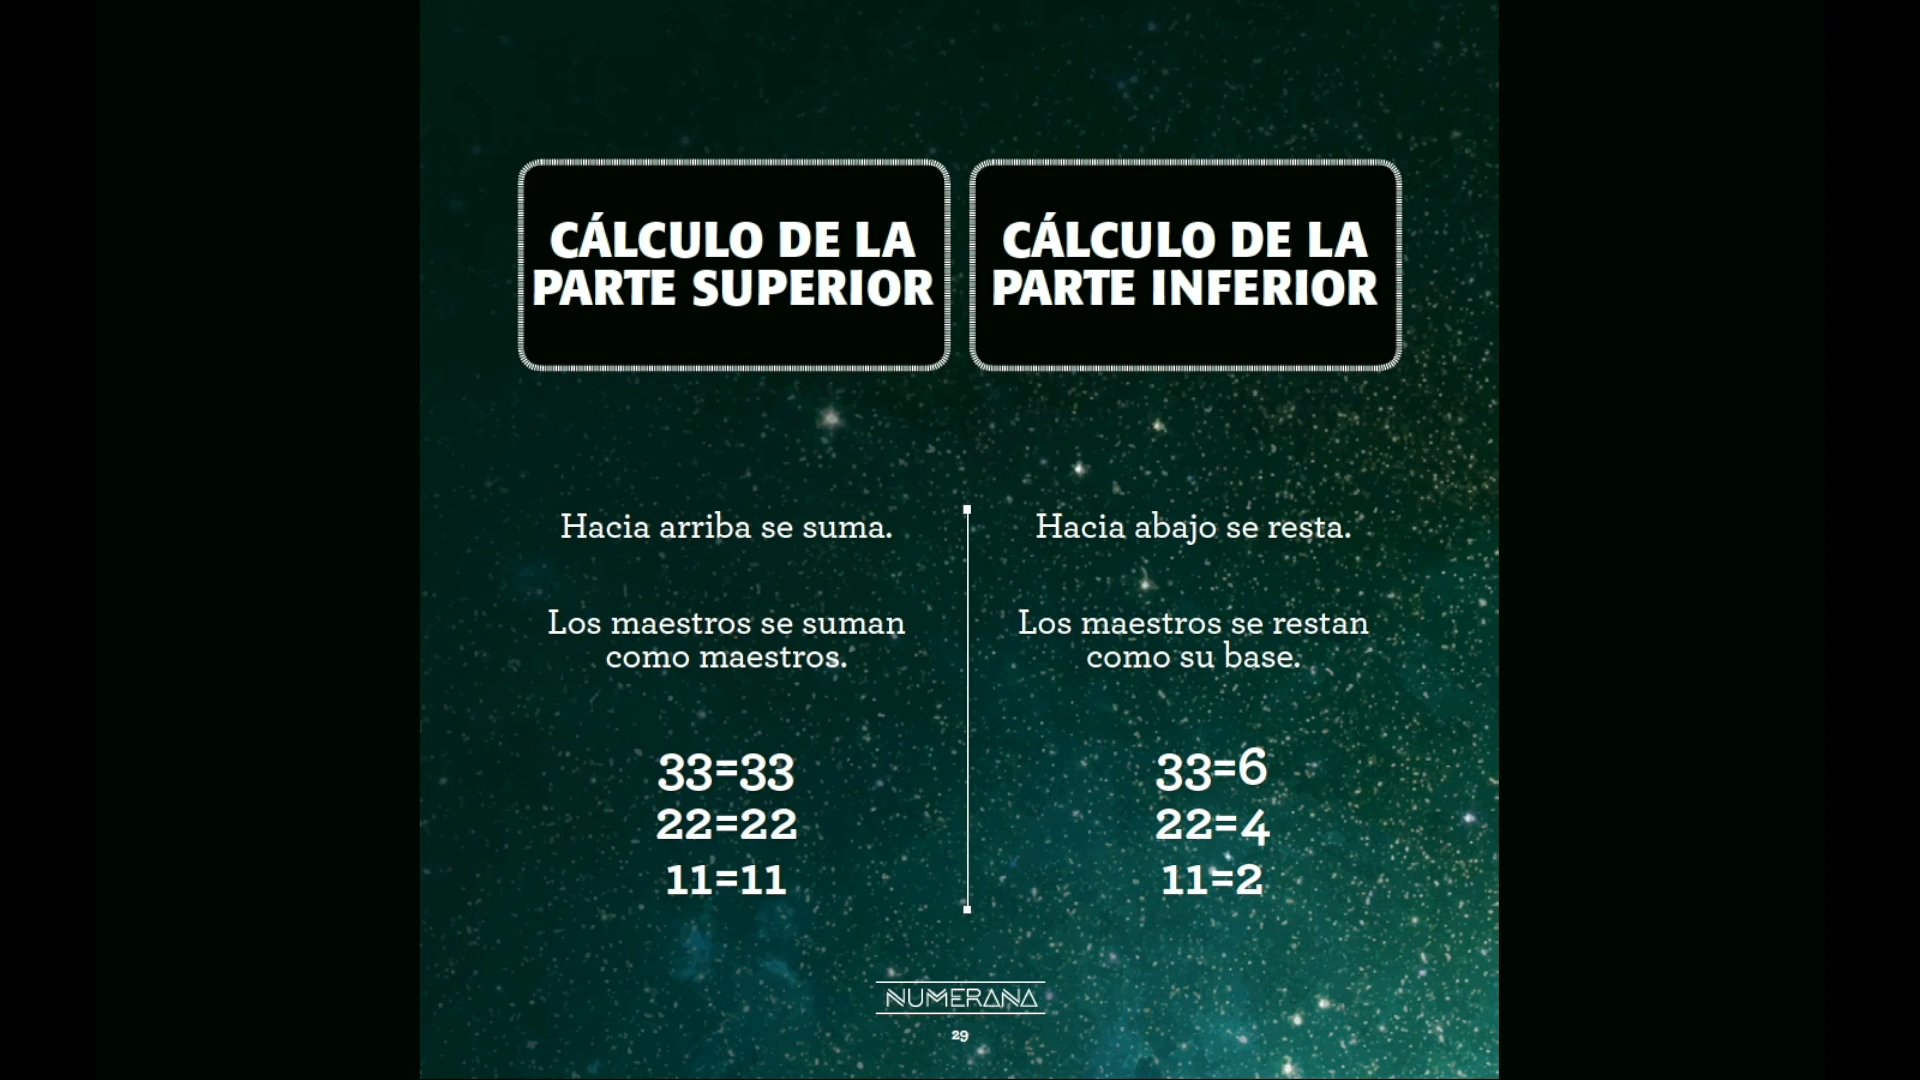 CÁLCULO DE LA
PARTE SUPERIOR
CÁLCULO DE LA
PARTE INFERIOR
Hacia arriba se suma.
Los maestros se suman
como maestros.
33=33
22=22
11=11
Hacia abajo se resta.
Los maestros se restan
como su base.
33=6
22=4
11=2
NUMERANA
29